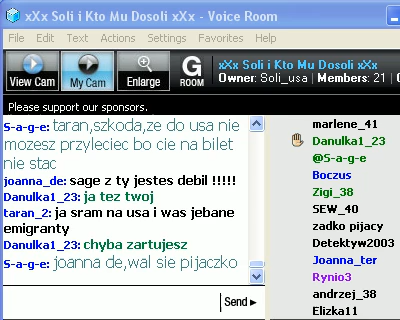 xXx Soli i Kto Mu Dosoli xXx - Voice Room
File Edit Text Actions Settings Favorites Help
View Cam My Cam Enlarge G ROOM
xXx Soli i Kto Mu Dosoli xXx
Owner: Soli_usa | Members: 21 |
Please support our sponsors.
S-a-g-e: taran,szkoda,ze do usa nie
mozesz przyleciec bo cie na bilet
nie stac
joanna_de: sage z ty jestes debil !!!!!
Danulka1_23: ja tez twoj
taran_2: ja sram na usa i was jebane
emigranty
Danulka1_23: chyba zartujesz
S-a-g-e: joanna de,wal sie pijaczko
Send
marlene_41
Danulka1_23
@S-a-g-e
Boczus
Zigi_38
SEW_40
zadko pijacy
Detektyw2003
Joanna_ter
Rynio3
andrzej_38
Elizka11